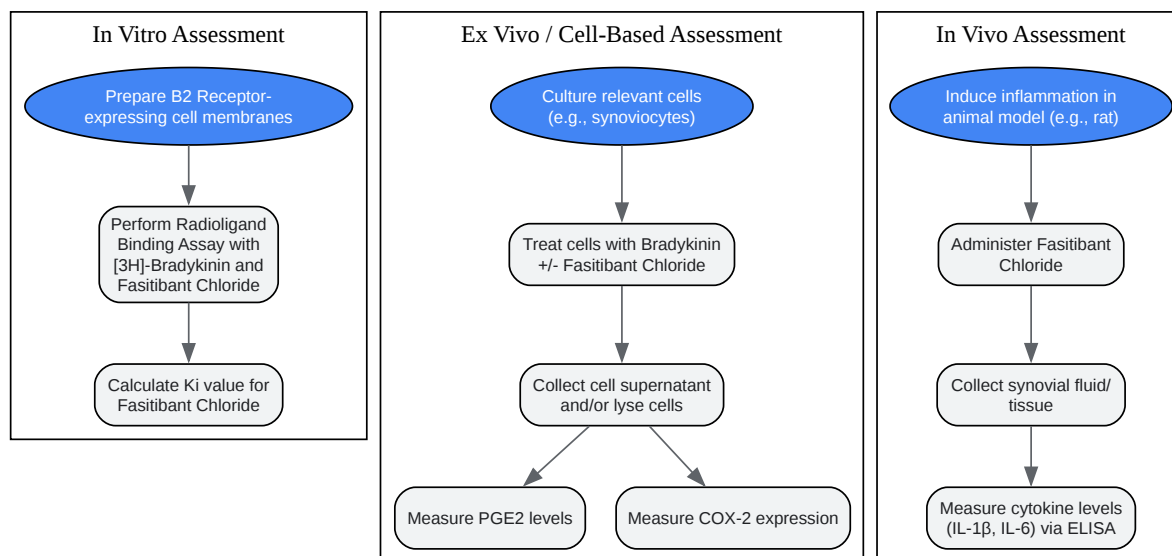 In Vitro Assessment
Prepare B2 Receptor-
expressing cell membranes
Perform Radioligand
Binding Assay with
[3H]-Bradykinin and
Fasitibant Chloride
Calculate Ki value for
Fasitibant Chloride
Ex Vivo / Cell-Based Assessment
Culture relevant cells
(e.g., synoviocytes)
Treat cells with Bradykinin
+/- Fasitibant Chloride
Collect cell supernatant
and/or lyse cells
Measure PGE2 levels
Measure COX-2 expression
In Vivo Assessment
Induce inflammation in
animal model (e.g., rat)
Administer Fasitibant
Chloride
Collect synovial fluid/
tissue
Measure cytokine levels
(IL-1β, IL-6) via ELISA